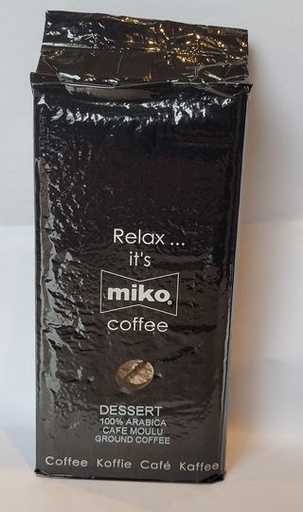 Relax ...
it's
miko®
coffee
DESSERT
100% ARABICA
CAFE MOULU
GROUND COFFEE
Coffee Koffie Café Kaffee